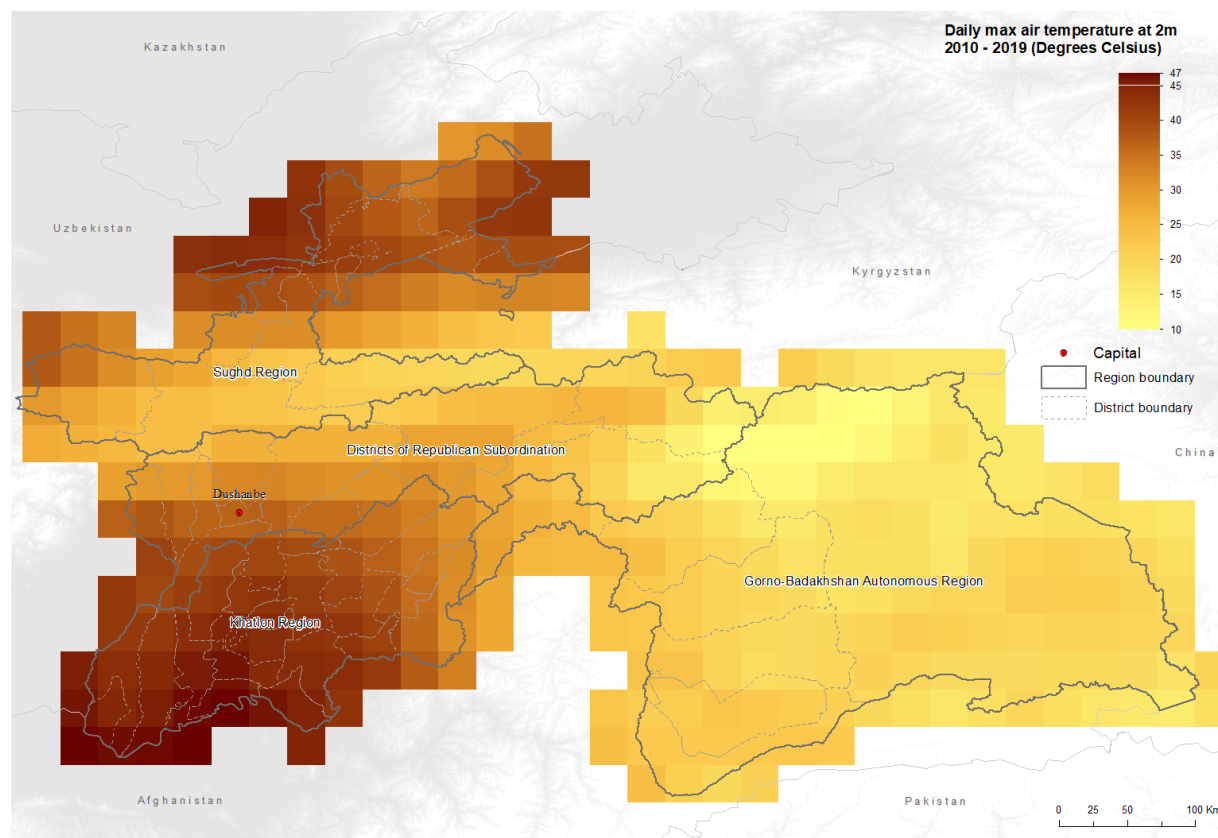 Daily max air temperature at 2m
2010 - 2019 (Degrees Celsius)
Kazakhstan
47
45
40
35
30
25
20
15
10
Uzbekistan
Kyrgyzstan
Capital
Region boundary
District boundary
Sughd Region
Districts of Republican Subordination
China
Dushanbe
Gorno-Badakhshan Autonomous Region
Khatlon Region
Afghanistan
Pakistan
0 25 50 100 Km